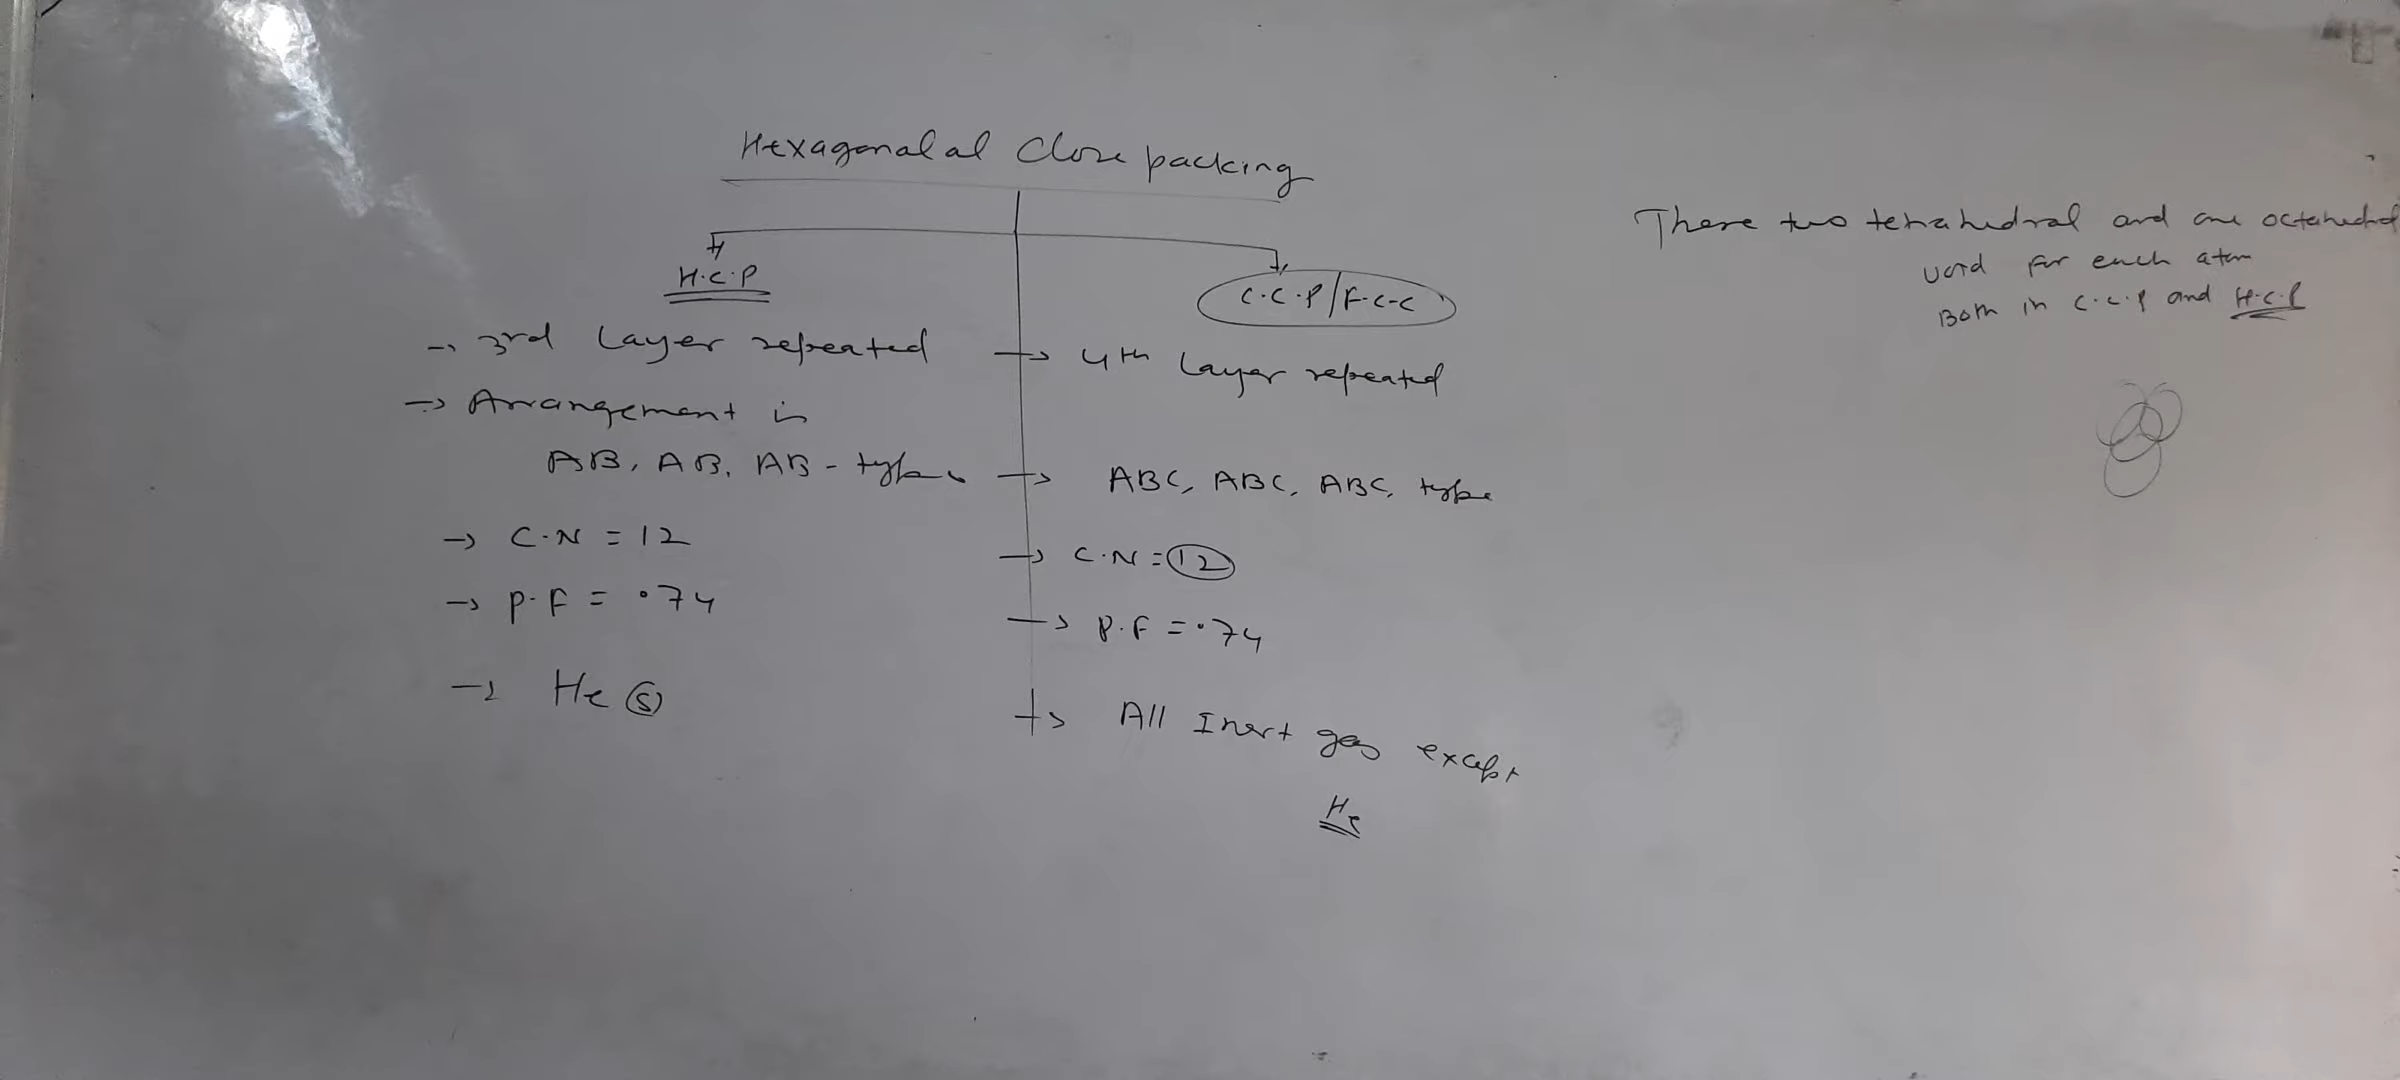 Hexagonalal Close packing
H.C.P
→ 3rd Layer repeated
→ Arrangement is
AB, AB, AB - type
→ C.N = 12
→ P.F = .74
→ He (s)
C.C.P/F.C.C
→ 4th Layer repeated
→ ABC, ABC, ABC, type
→ C.N = 12
→ P.F = .74
→ All Inert gas except
He
There two tetrahedral and one octahedral
void for each atom
Both in C.C.P and H.C.P